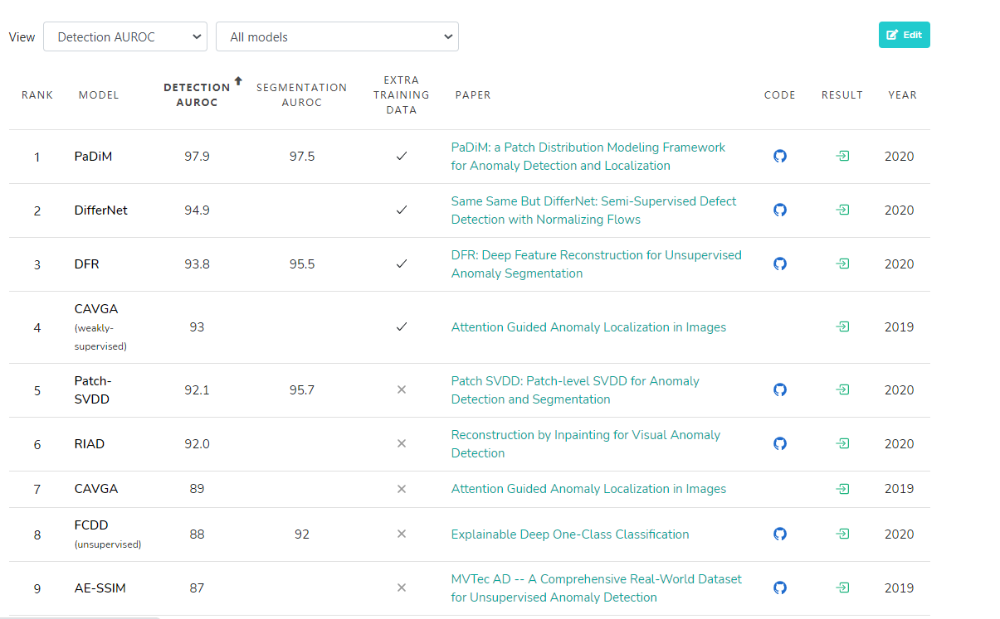 View Detection AUROC All models Edit
RANK MODEL DETECTION AUROC SEGMENTATION AUROC EXTRA TRAINING DATA PAPER CODE RESULT YEAR
1 PaDiM 97.9 97.5 ✓ PaDiM: a Patch Distribution Modeling Framework 2020
for Anomaly Detection and Localization
2 DifferNet 94.9 ✓ Same Same But DifferNet: Semi-Supervised Defect 2020
Detection with Normalizing Flows
3 DFR 93.8 95.5 ✓ DFR: Deep Feature Reconstruction for Unsupervised 2020
Anomaly Segmentation
CAVGA
4 (weakly- 93 ✓ Attention Guided Anomaly Localization in Images 2019
supervised)
5 Patch- 92.1 95.7 × Patch SVDD: Patch-level SVDD for Anomaly 2020
SVDD Detection and Segmentation
6 RIAD 92.0 × Reconstruction by Inpainting for Visual Anomaly 2020
Detection
7 CAVGA 89 × Attention Guided Anomaly Localization in Images 2019
8 FCDD 88 92 × Explainable Deep One-Class Classification 2020
(unsupervised)
9 AE-SSIM 87 × MVTec AD -- A Comprehensive Real-World Dataset 2019
for Unsupervised Anomaly Detection